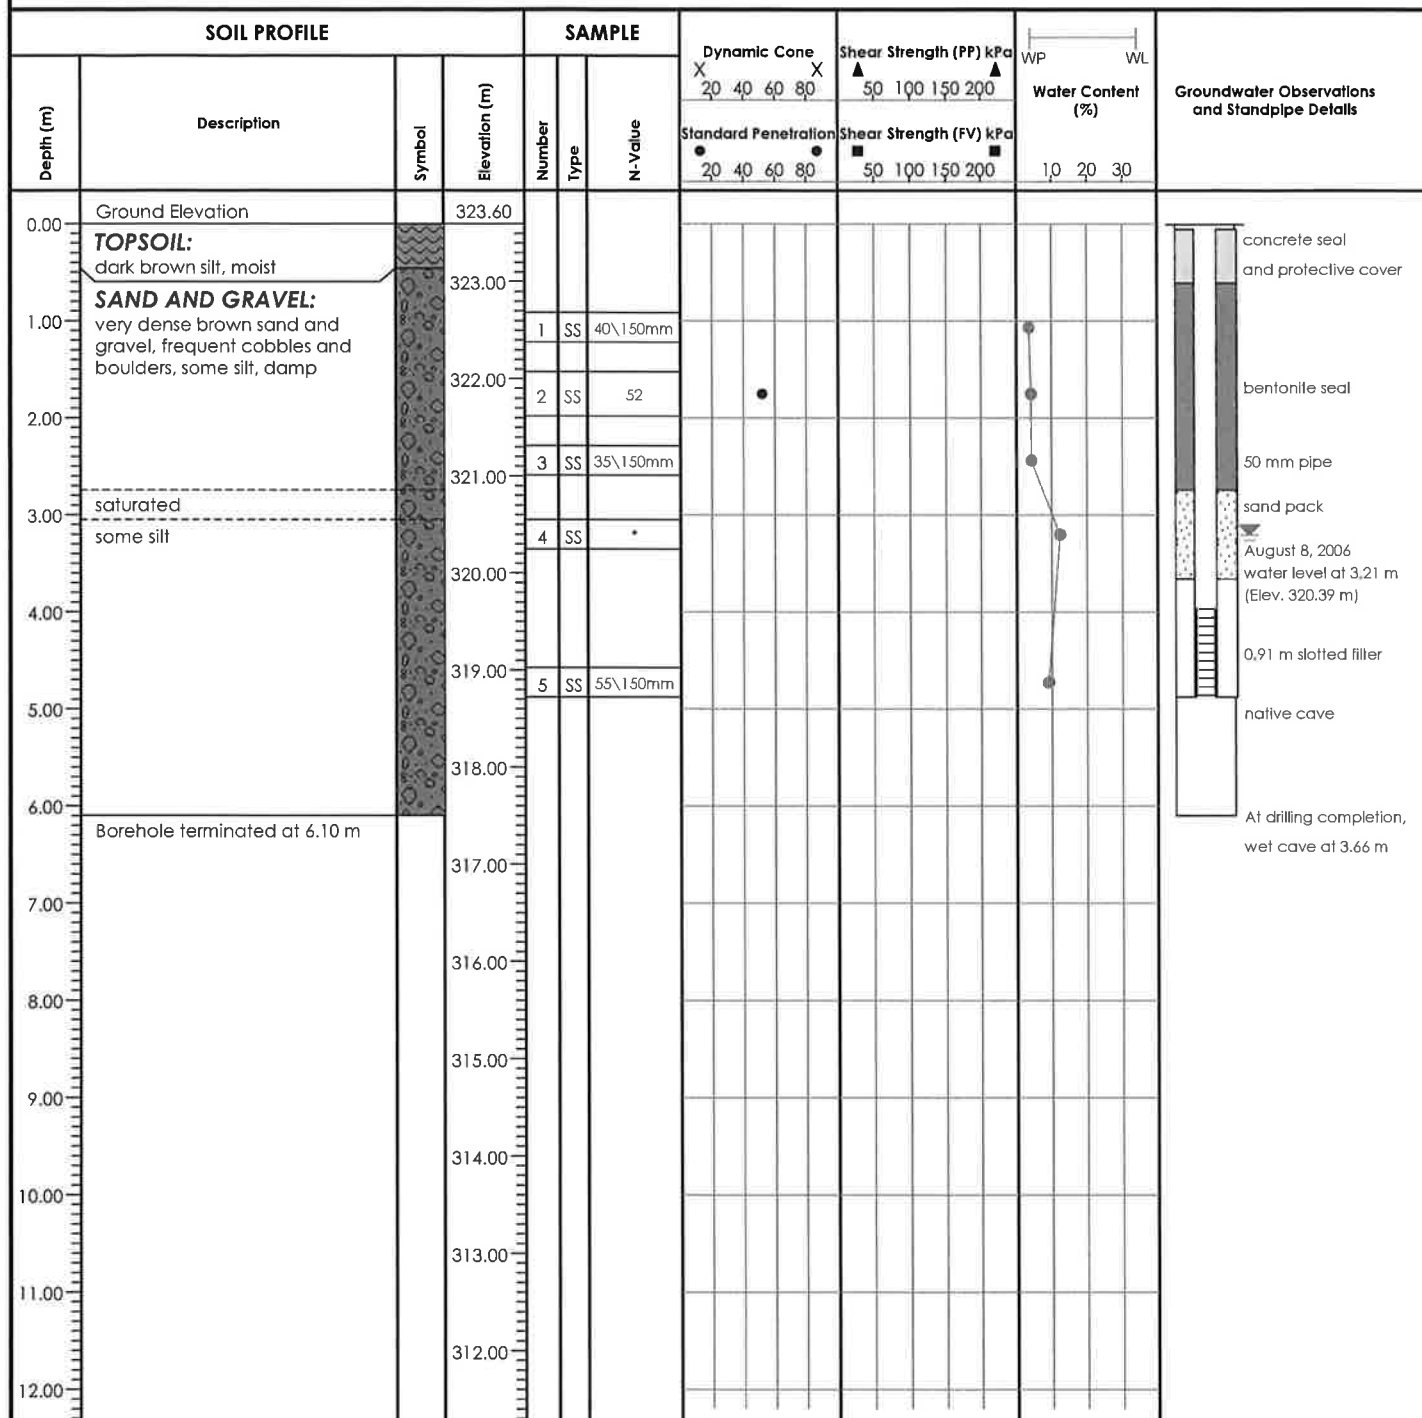 SOIL PROFILE
SAMPLE
Depth (m)
Description
Symbol
Elevation (m)
Number
Type
N-Value
Dynamic Cone
X X
20 40 60 80
Standard Penetration
20 40 60 80
Shear Strength (PP) kPa
50 100 150 200
Shear Strength (FV) kPa
50 100 150 200
WP WL
Water Content
(%)
10 20 30
Groundwater Observations
and Standpipe Details
Ground Elevation
323.60
0.00
TOPSOIL:
dark brown silt, moist
323.00
SAND AND GRAVEL:
very dense brown sand and
gravel, frequent cobbles and
boulders, some silt, damp
1.00
1 SS 40\150mm
322.00
2 SS 52
2.00
3 SS 35\150mm
321.00
saturated
3.00
some silt
4 SS *
320.00
4.00
319.00
5 SS 55\150mm
5.00
318.00
6.00
Borehole terminated at 6.10 m
317.00
7.00
316.00
8.00
315.00
9.00
314.00
10.00
313.00
11.00
312.00
12.00
concrete seal
and protective cover
bentonite seal
50 mm pipe
sand pack
August 8, 2006
water level at 3.21 m
(Elev. 320.39 m)
0.91 m slotted filter
native cave
At drilling completion,
wet cave at 3.66 m